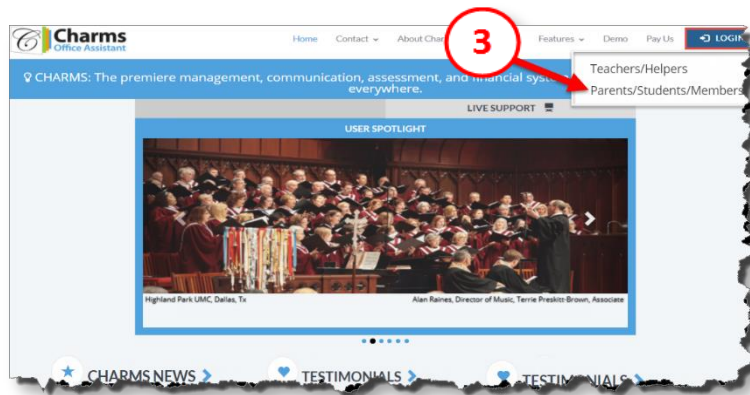 Charms
Office Assistant
Home
Contact
About Char
3
Features
Demo
Pay Us
LOGIN
Teachers/Helpers
Parents/Students/Members
CHARMS: The premiere management, communication, assessment, and financial
everywhere.
LIVE SUPPORT
USER SPOTLIGHT
Highland Park UMC, Dallas, Tx
Alan Raines, Director of Music, Terrie Preskitt-Brown, Associate
CHARMS NEWS
TESTIMONIALS
TESTIMONIALS